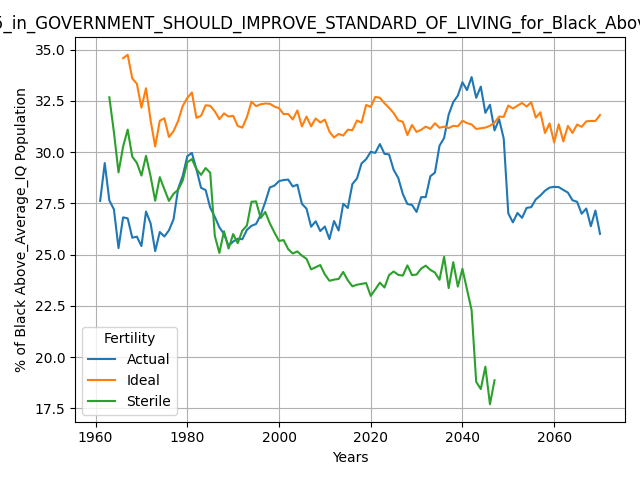 _in_GOVERNMENT_SHOULD_IMPROVE_STANDARD_OF_LIVING_for_Black_Abov
% of Black Above_Average_IQ Population
35.0
32.5
30.0
27.5
25.0
22.5
20.0
17.5
Fertility
Actual
Ideal
Sterile
1960
1980
2000
2020
2040
2060
Years